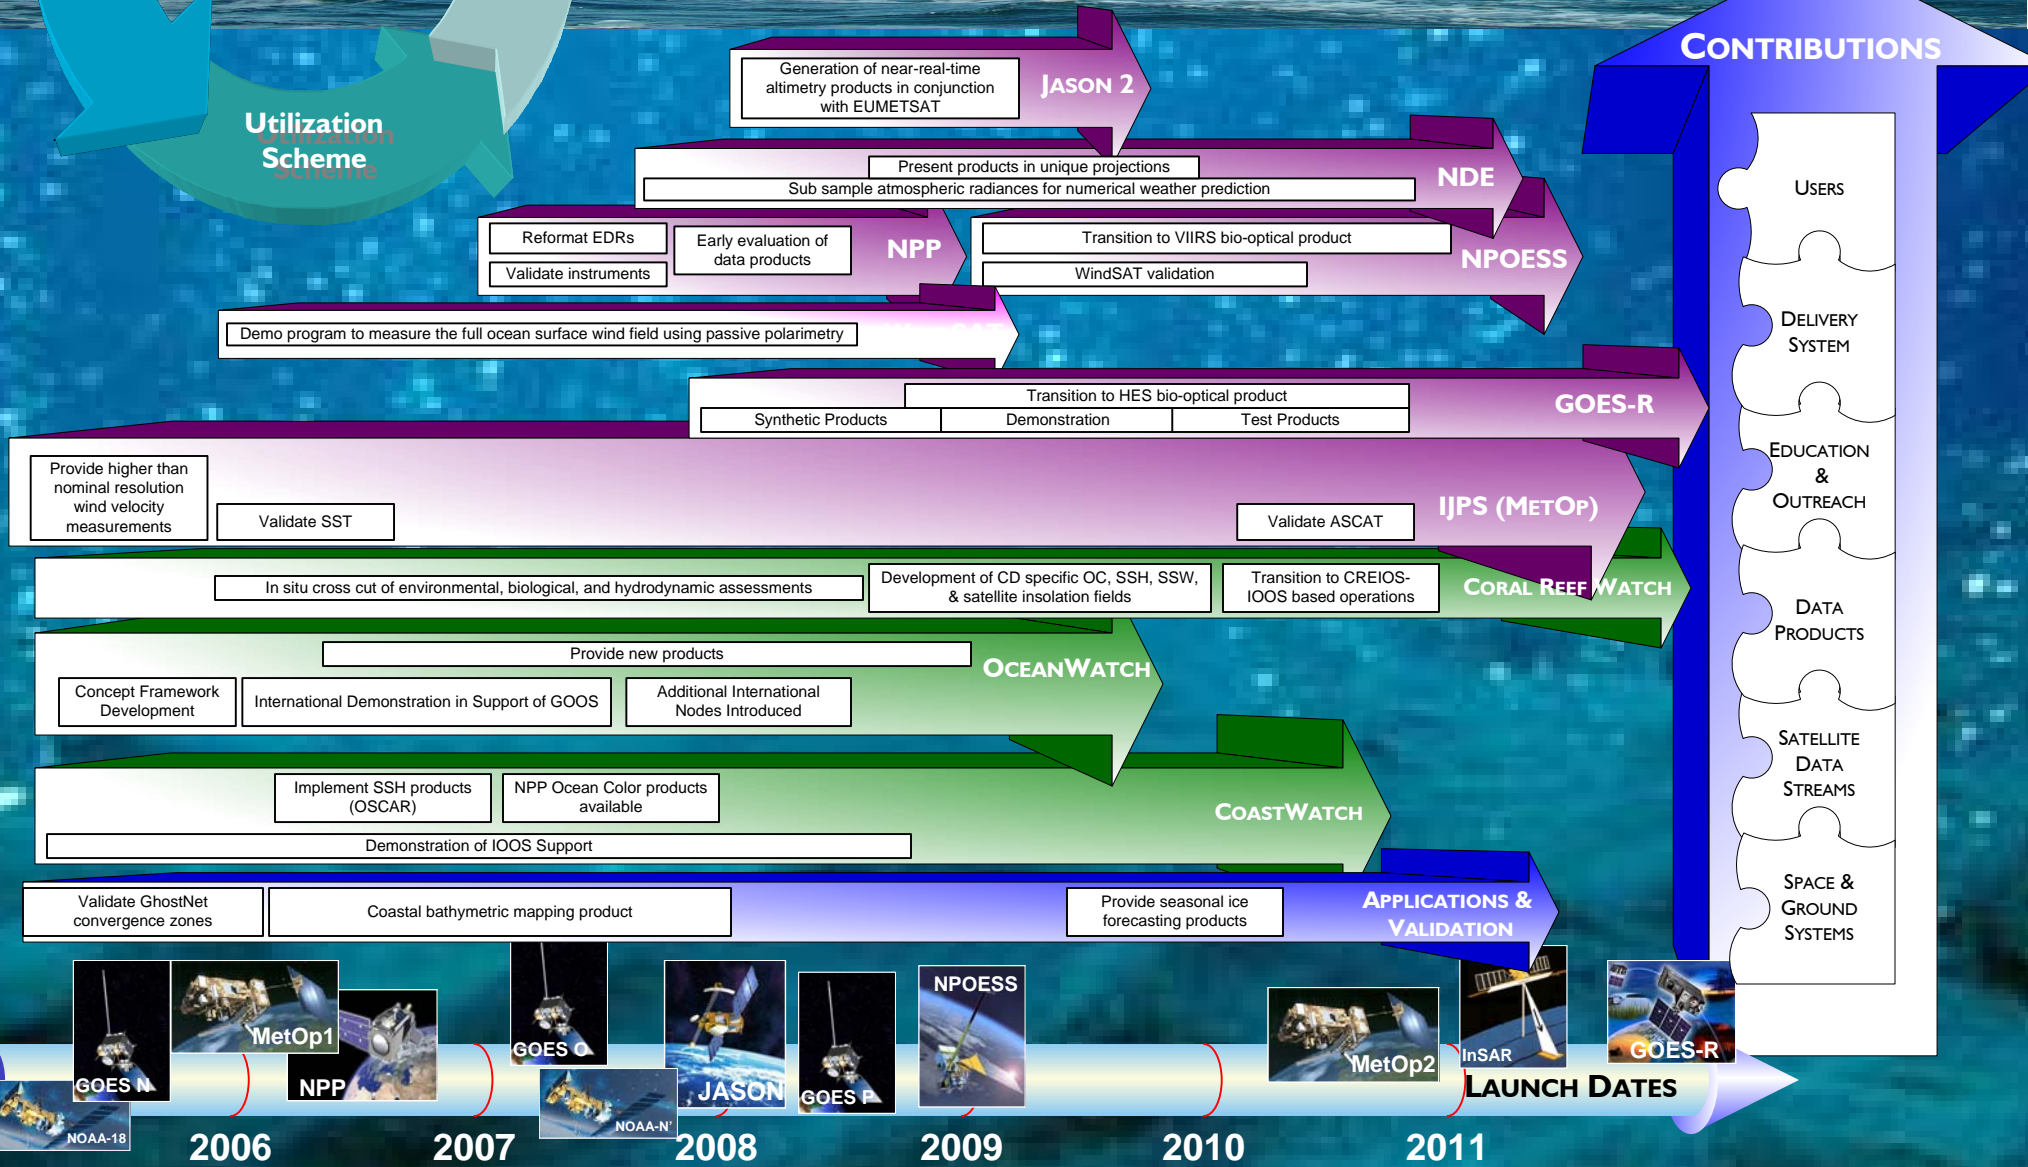 Utilization
Scheme
Generation of near-real-time
altimetry products in conjunction
with EUMETSAT
JASON 2
Present products in unique projections
Sub sample atmospheric radiances for numerical weather prediction
NDE
Reformat EDRs
Validate instruments
Early evaluation of
data products
NPP
Transition to VIIRS bio-optical product
WindSAT validation
NPOESS
Demo program to measure the full ocean surface wind field using passive polarimetry
Transition to HES bio-optical product
Synthetic Products
Demonstration
Test Products
GOES-R
Provide higher than
nominal resolution
wind velocity
measurements
Validate SST
Validate ASCAT
IJPS (METOP)
In situ cross cut of environmental, biological, and hydrodynamic assessments
Development of CD specific OC, SSH, SSW,
& satellite insolation fields
Transition to CREIOS-
IOOS based operations
CORAL REEF WATCH
Provide new products
Concept Framework
Development
International Demonstration in Support of GOOS
Additional International
Nodes Introduced
OCEANWATCH
Implement SSH products
(OSCAR)
NPP Ocean Color products
available
Demonstration of IOOS Support
COASTWATCH
Validate GhostNet
convergence zones
Coastal bathymetric mapping product
Provide seasonal ice
forecasting products
APPLICATIONS &
VALIDATION
CONTRIBUTIONS
USERS
DELIVERY
SYSTEM
EDUCATION
&
OUTREACH
DATA
PRODUCTS
SATELLITE
DATA
STREAMS
SPACE &
GROUND
SYSTEMS
NOAA-18
GOES N
MetOp1
NPP
GOES O
NOAA-N'
JASON
GOES P
NPOESS
MetOp2
InSAR
GOES-R
LAUNCH DATES
2006
2007
2008
2009
2010
2011